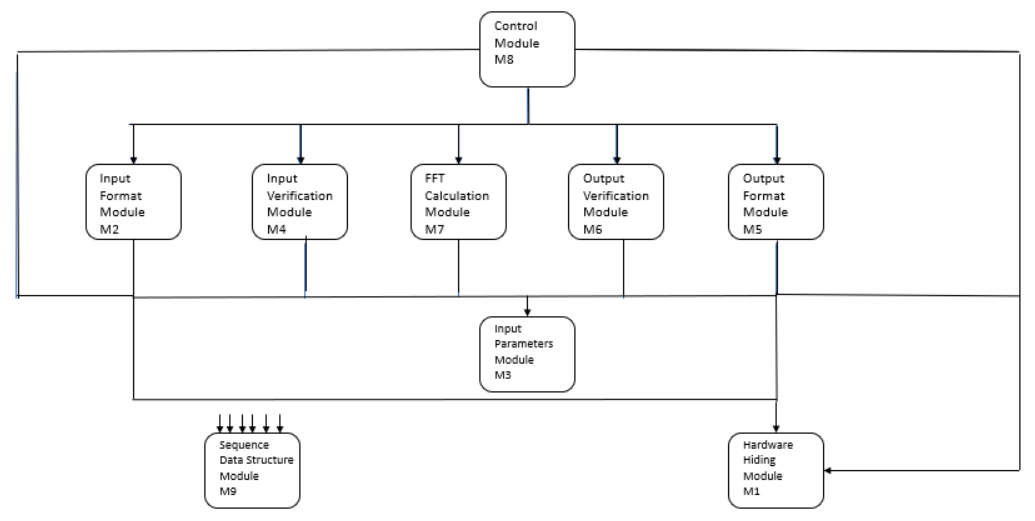 Control
Module
M8
Input
Format
Module
M2
Input
Verification
Module
M4
FFT
Calculation
Module
M7
Output
Verification
Module
M6
Output
Format
Module
M5
Input
Parameters
Module
M3
Sequence
Data Structure
Module
M9
Hardware
Hiding
Module
M1